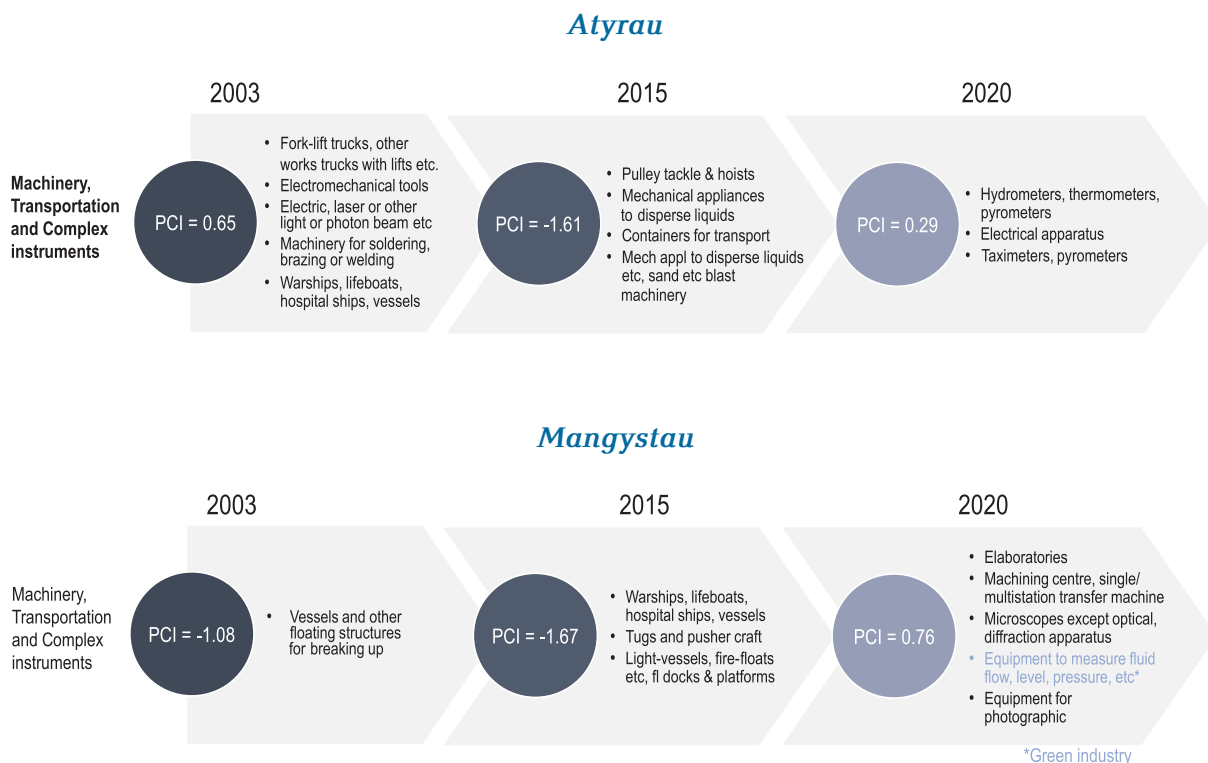 Atyrau
2003
2015
2020
Machinery,
Transportation
and Complex
instruments
PCI = 0.65
• Fork-lift trucks, other
works trucks with lifts etc.
• Electromechanical tools
• Electric, laser or other
light or photon beam etc
• Machinery for soldering,
brazing or welding
• Warships, lifeboats,
hospital ships, vessels
PCI = -1.61
• Pulley tackle & hoists
• Mechanical appliances
to disperse liquids
• Containers for transport
• Mech appl to disperse liquids
etc, sand etc blast
machinery
PCI = 0.29
• Hydrometers, thermometers,
pyrometers
• Electrical apparatus
• Taximeters, pyrometers
Mangystau
2003
2015
2020
Machinery,
Transportation
and Complex
instruments
PCI = -1.08
• Vessels and other
floating structures
for breaking up
PCI = -1.67
• Warships, lifeboats,
hospital ships, vessels
• Tugs and pusher craft
• Light-vessels, fire-floats
etc, fl docks & platforms
PCI = 0.76
• Elaboratories
• Machining centre, single/
multistation transfer machine
• Microscopes except optical,
diffraction apparatus
• Equipment to measure fluid
flow, level, pressure, etc*
• Equipment for
photographic
*Green industry